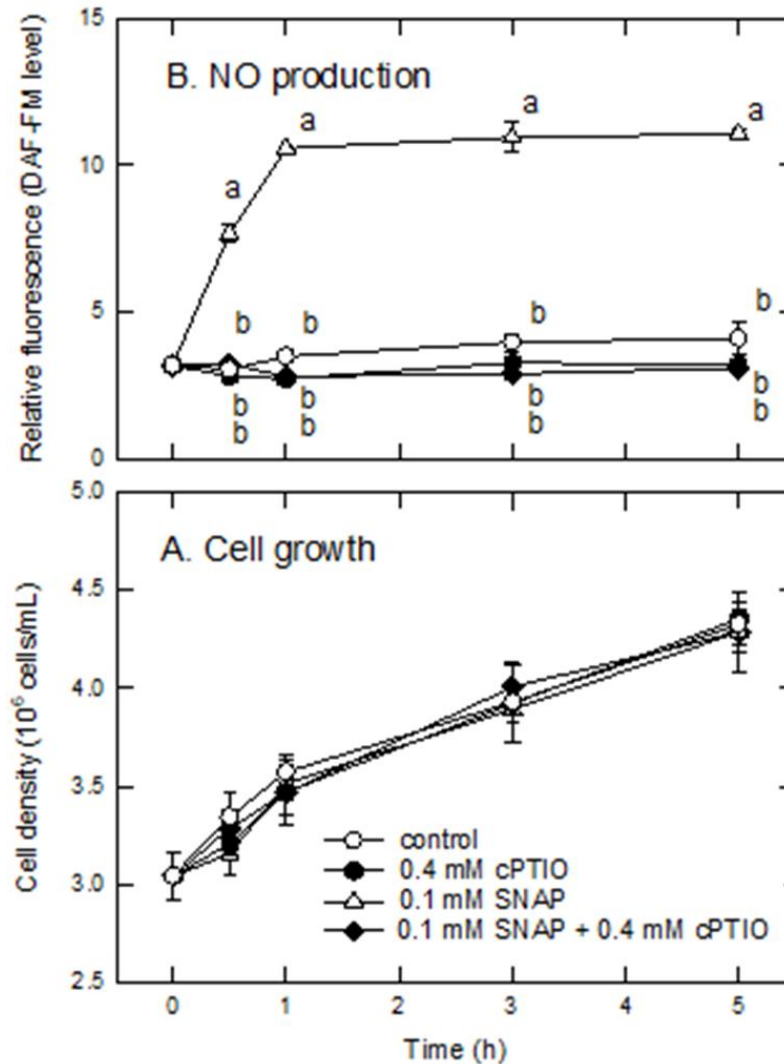 15
B. NO production
a
a
a
10
a
Relative fluorescence (DAF-FM level)
5
b
b
b
b
b
b
b
b
b
b
b
b
0
5.0
A. Cell growth
4.5
4.0
Cell density (10⁶ cells/mL)
3.5
3.0
2.5
control
0.4 mM cPTIO
0.1 mM SNAP
0.1 mM SNAP + 0.4 mM cPTIO
0 1 2 3 4 5
Time (h)